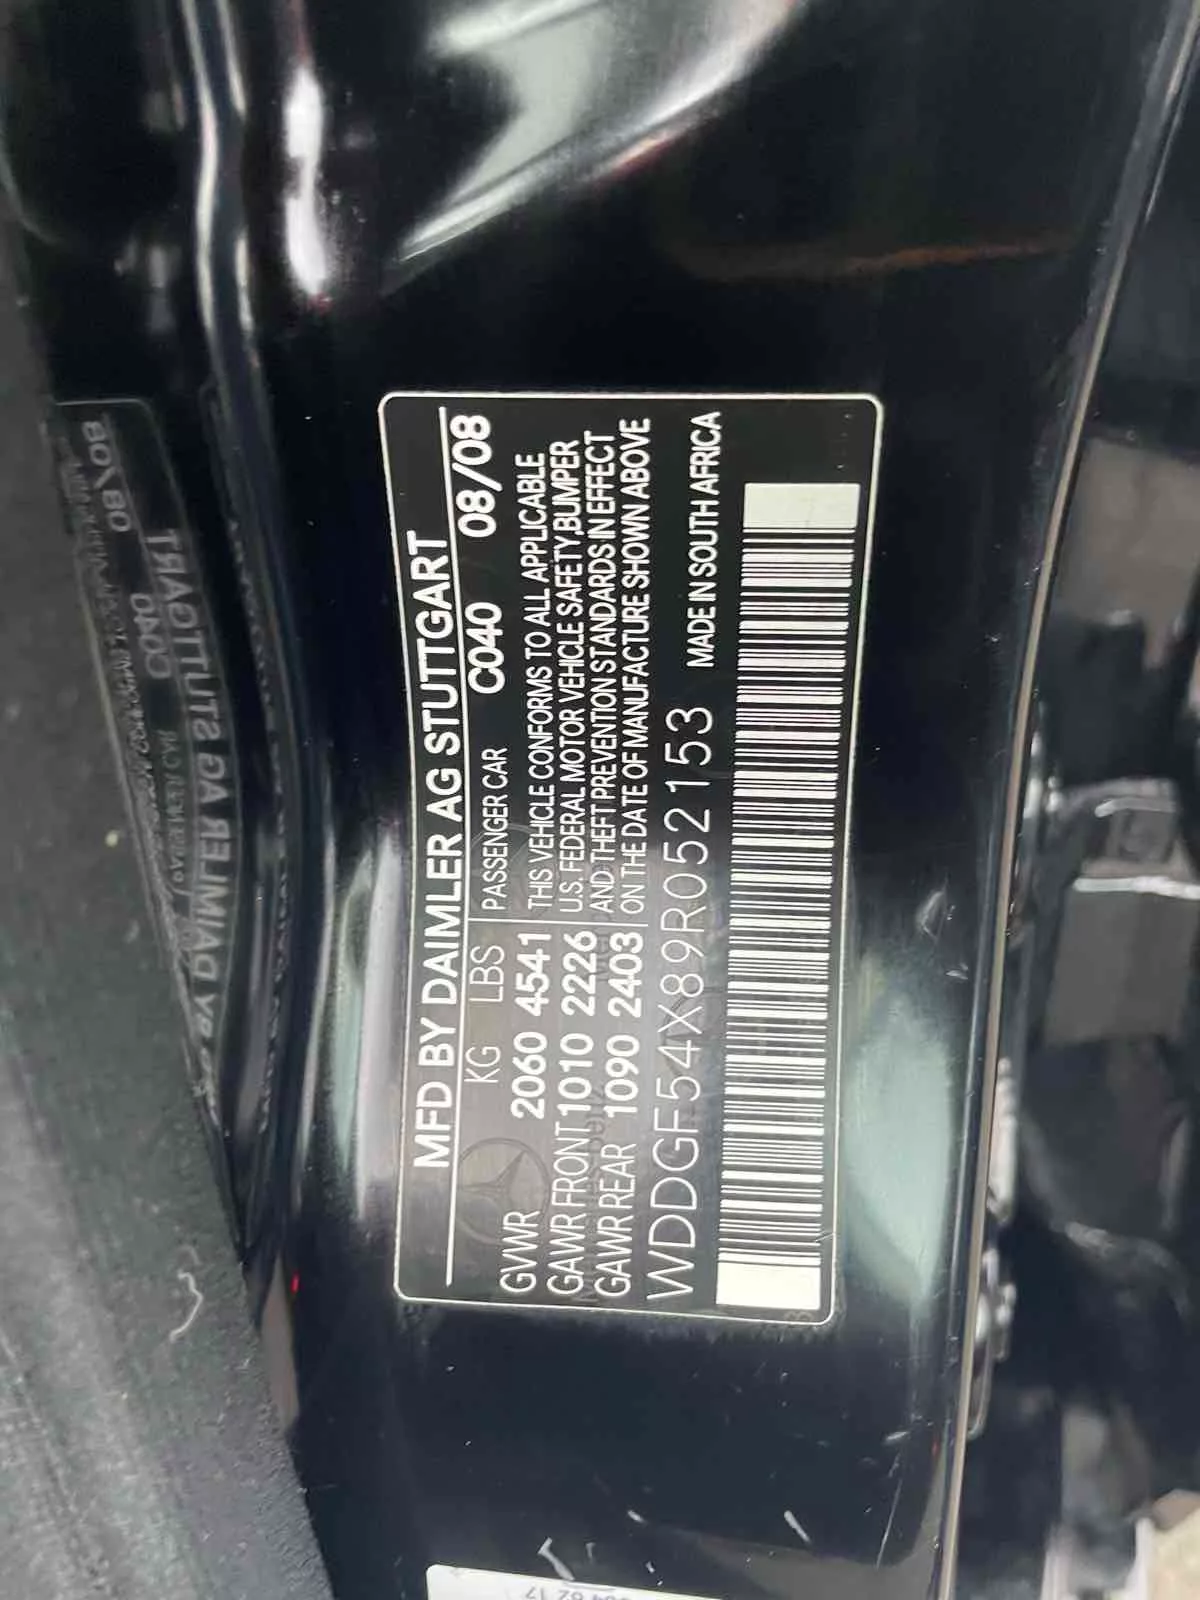 MFD BY DAIMLER AG STUTTGART
KG LBS PASSENGER CAR C040 08/08
GVWR 2060 4541 THIS VEHICLE CONFORMS TO ALL APPLICABLE
GAWR FRONT 1010 2226 U.S. FEDERAL MOTOR VEHICLE SAFETY,BUMPER
AND THEFT PREVENTION STANDARDS IN EFFECT
GAWR REAR 1090 2403 ON THE DATE OF MANUFACTURE SHOWN ABOVE
WDDGF54X89R052153 MADE IN SOUTH AFRICA